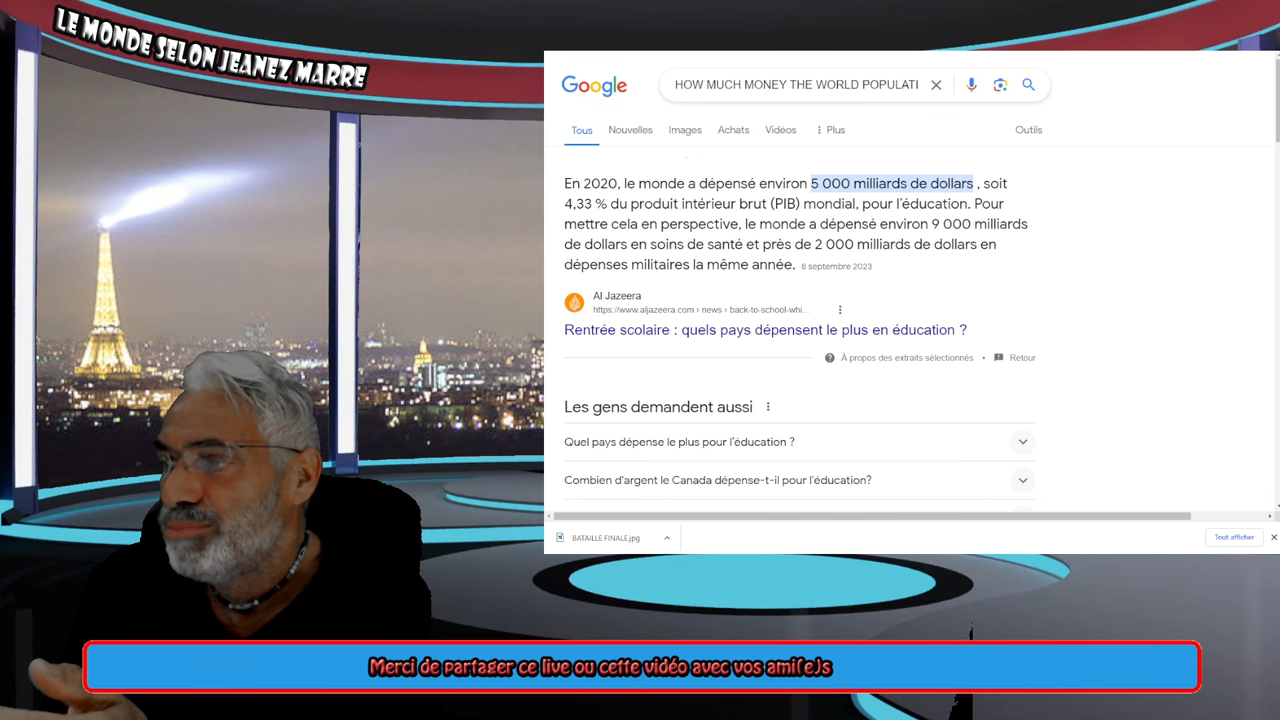 LE MONDE SELON JEANEZ MARRE
Google
HOW MUCH MONEY THE WORLD POPULATI
Tous Nouvelles Images Achats Vidéos Plus Outils
En 2020, le monde a dépensé environ 5 000 milliards de dollars , soit
4,33 % du produit intérieur brut (PIB) mondial, pour l'éducation. Pour
mettre cela en perspective, le monde a dépensé environ 9 000 milliards
de dollars en soins de santé et près de 2 000 milliards de dollars en
dépenses militaires la même année. 8 septembre 2023
Al Jazeera
https://www.aljazeera.com › news › back-to-school-whi...
Rentrée scolaire : quels pays dépensent le plus en éducation ?
À propos des extraits sélectionnés • Retour
Les gens demandent aussi
Quel pays dépense le plus pour l'éducation ?
Combien d'argent le Canada dépense-t-il pour l'éducation?
BATAILLE FINALE.jpg
Tout afficher
Merci de partager ce live ou cette vidéo avec vos ami(e)s